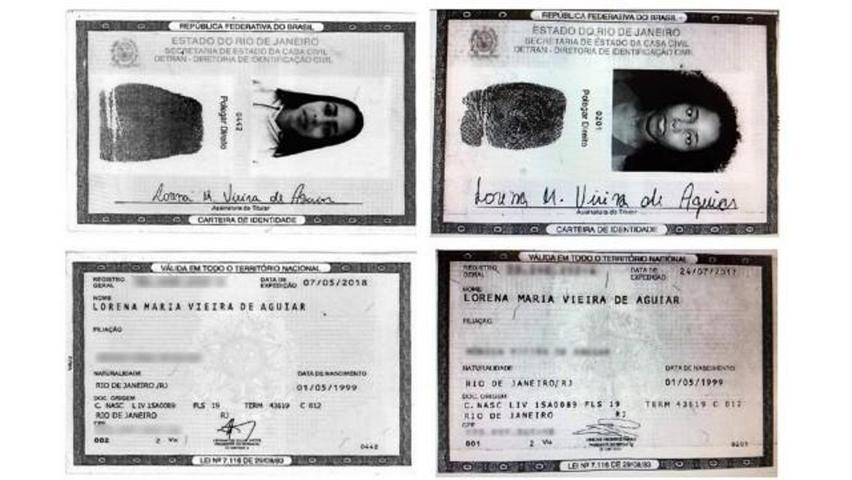 REPÚBLICA FEDERATIVA DO BRASIL
ESTADO DO RIO DE JANEIRO
SECRETARIA DE ESTADO DA CASA CIVIL
DETRAN - DIRETORIA DE IDENTIFICAÇÃO CIVIL
Polegar Direito
0442
Lorena M Vieira de Aguiar
Assinatura do Titular
CARTEIRA DE IDENTIDADE
REPÚBLICA FEDERATIVA DO BRASIL
ESTADO DO RIO DE JANEIRO
SECRETARIA DE ESTADO DA CASA CIVIL
DETRAN - DIRETORIA DE IDENTIFICAÇÃO CIVIL
Polegar Direito
0201
Lorena M. Vieira de Aguiar
Assinatura do Titular
CARTEIRA DE IDENTIDADE
VÁLIDA EM TODO O TERRITÓRIO NACIONAL
REGISTRO GERAL
DATA DE EXPEDIÇÃO 07/05/2018
NOME
LORENA MARIA VIEIRA DE AGUIAR
FILIAÇÃO
NATURALIDADE DATA DE NASCIMENTO
RIO DE JANEIRO/RJ 01/05/1999
DOC. ORIGEM
C. NASC LIV 15A0089 FLS 19 TERM 43619 C 012
RIO DE JANEIRO RJ
CPF
002 2 Via 0442
LEI Nº 7.116 DE 29/08/83
VÁLIDA EM TODO O TERRITÓRIO NACIONAL
REGISTRO GERAL
DATA DE EXPEDIÇÃO 24/07/2017
NOME
LORENA MARIA VIEIRA DE AGUIAR
FILIAÇÃO
NATURALIDADE DATA DE NASCIMENTO
RIO DE JANEIRO/RJ 01/05/1999
DOC. ORIGEM
C. NASC LIV 15A0089 FLS 19 TERM 43619 C 012
RIO DE JANEIRO RJ
CPF
001 2 Via 0201
LEI Nº 7.116 DE 29/08/83